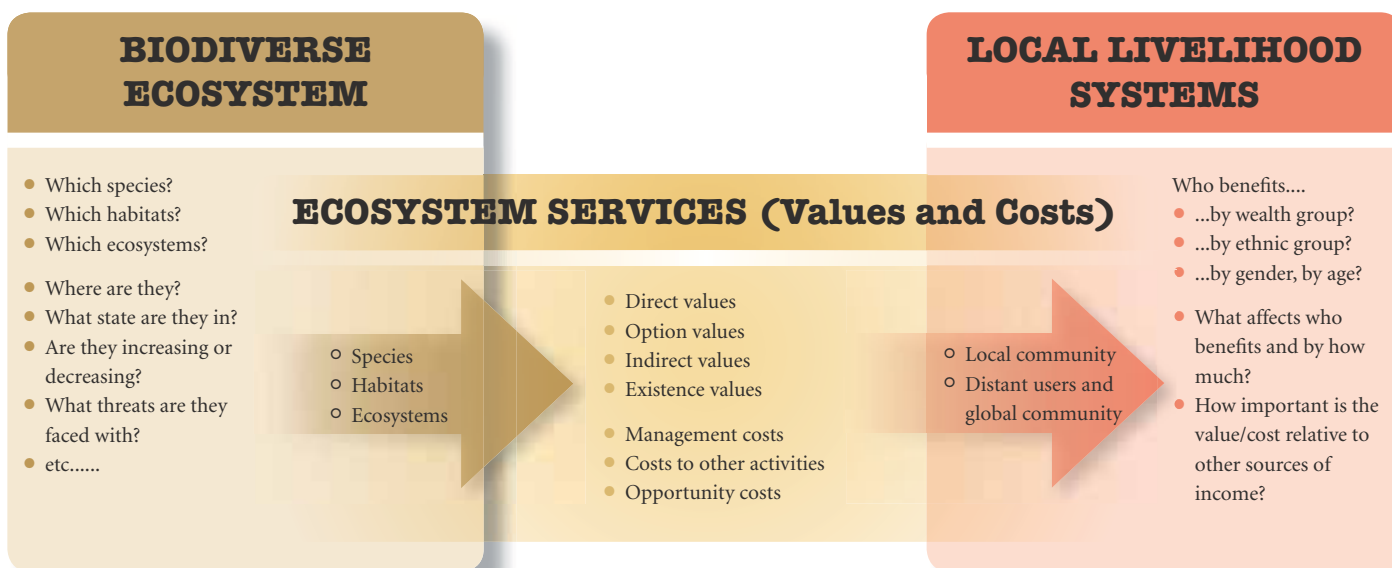 BIODIVERSE
ECOSYSTEM
● Which species?
● Which habitats?
● Which ecosystems?
● Where are they?
● What state are they in?
● Are they increasing or
decreasing?
● What threats are they
faced with?
● etc......
ECOSYSTEM SERVICES (Values and Costs)
○ Species
○ Habitats
○ Ecosystems
● Direct values
● Option values
● Indirect values
● Existence values
● Management costs
● Costs to other activities
● Opportunity costs
○ Local community
○ Distant users and
global community
LOCAL LIVELIHOOD
SYSTEMS
Who benefits....
● ...by wealth group?
● ...by ethnic group?
● ...by gender, by age?
● What affects who
benefits and by how
much?
● How important is the
value/cost relative to
other sources of
income?